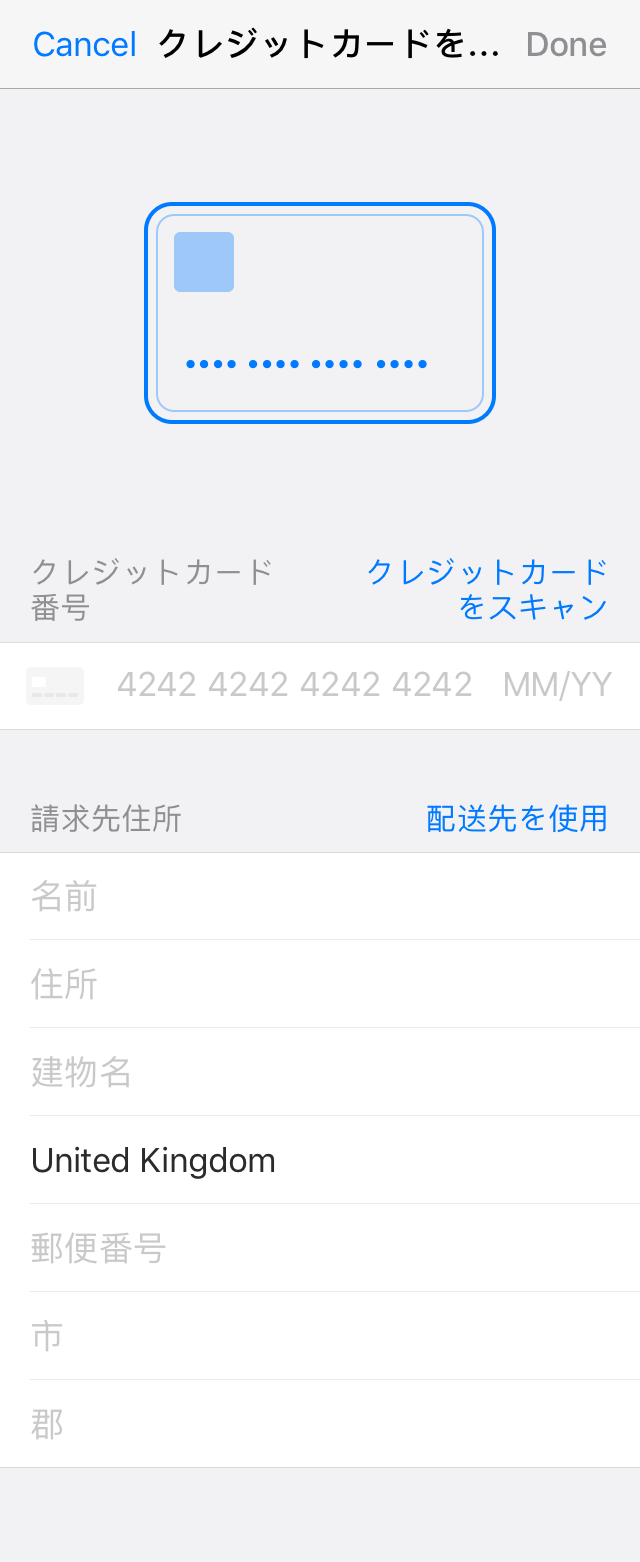 Cancel クレジットカードを... Done
クレジットカード
番号
クレジットカード
をスキャン
4242 4242 4242 4242 MM/YY
請求先住所 配送先を使用
名前
住所
建物名
United Kingdom
郵便番号
市
郡